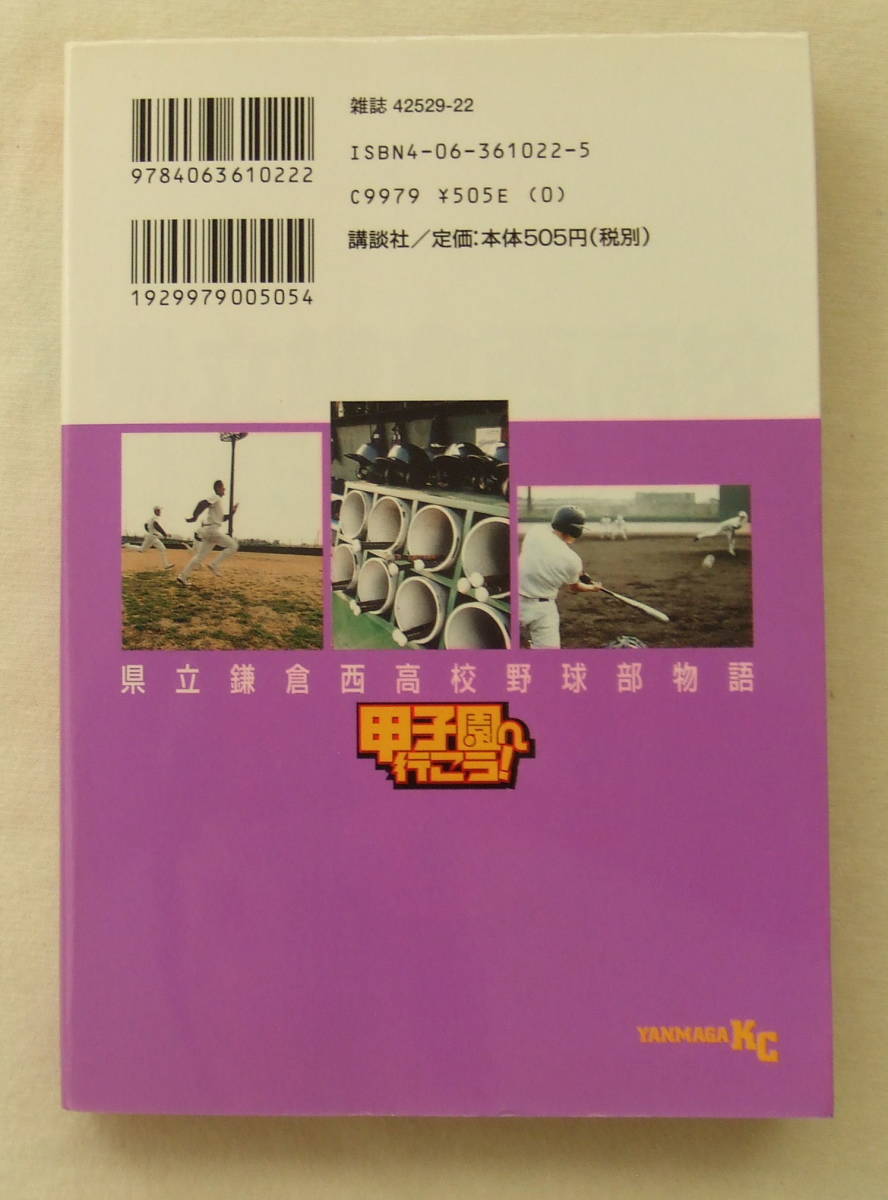 雑誌 42529-22
ISBN4-06-361022-5
9784063610222
C9979 ¥505E (0)
講談社／定価：本体505円（税別）
1929979005054
県立鎌倉西高校野球部物語
甲子園へ
行こう！
YANMAGA KC